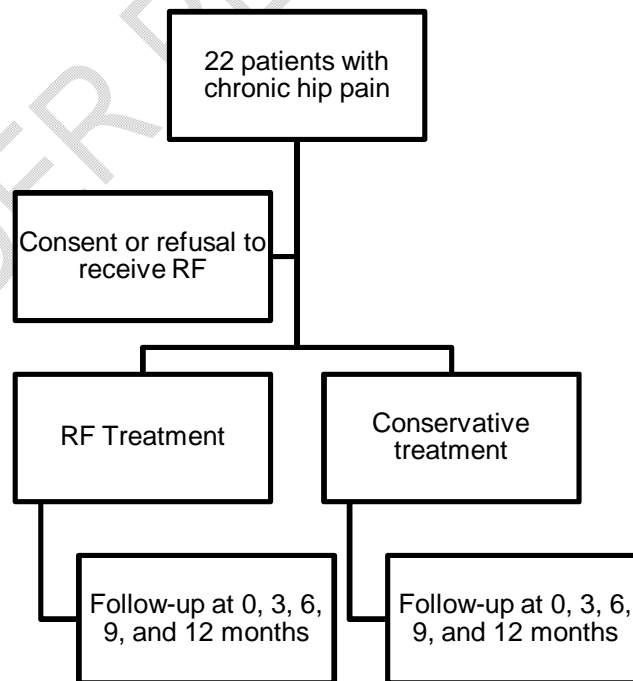 22 patients with
chronic hip pain
Consent or refusal to
receive RF
RF Treatment
Conservative
treatment
Follow-up at 0, 3, 6,
9, and 12 months
Follow-up at 0, 3, 6,
9, and 12 months